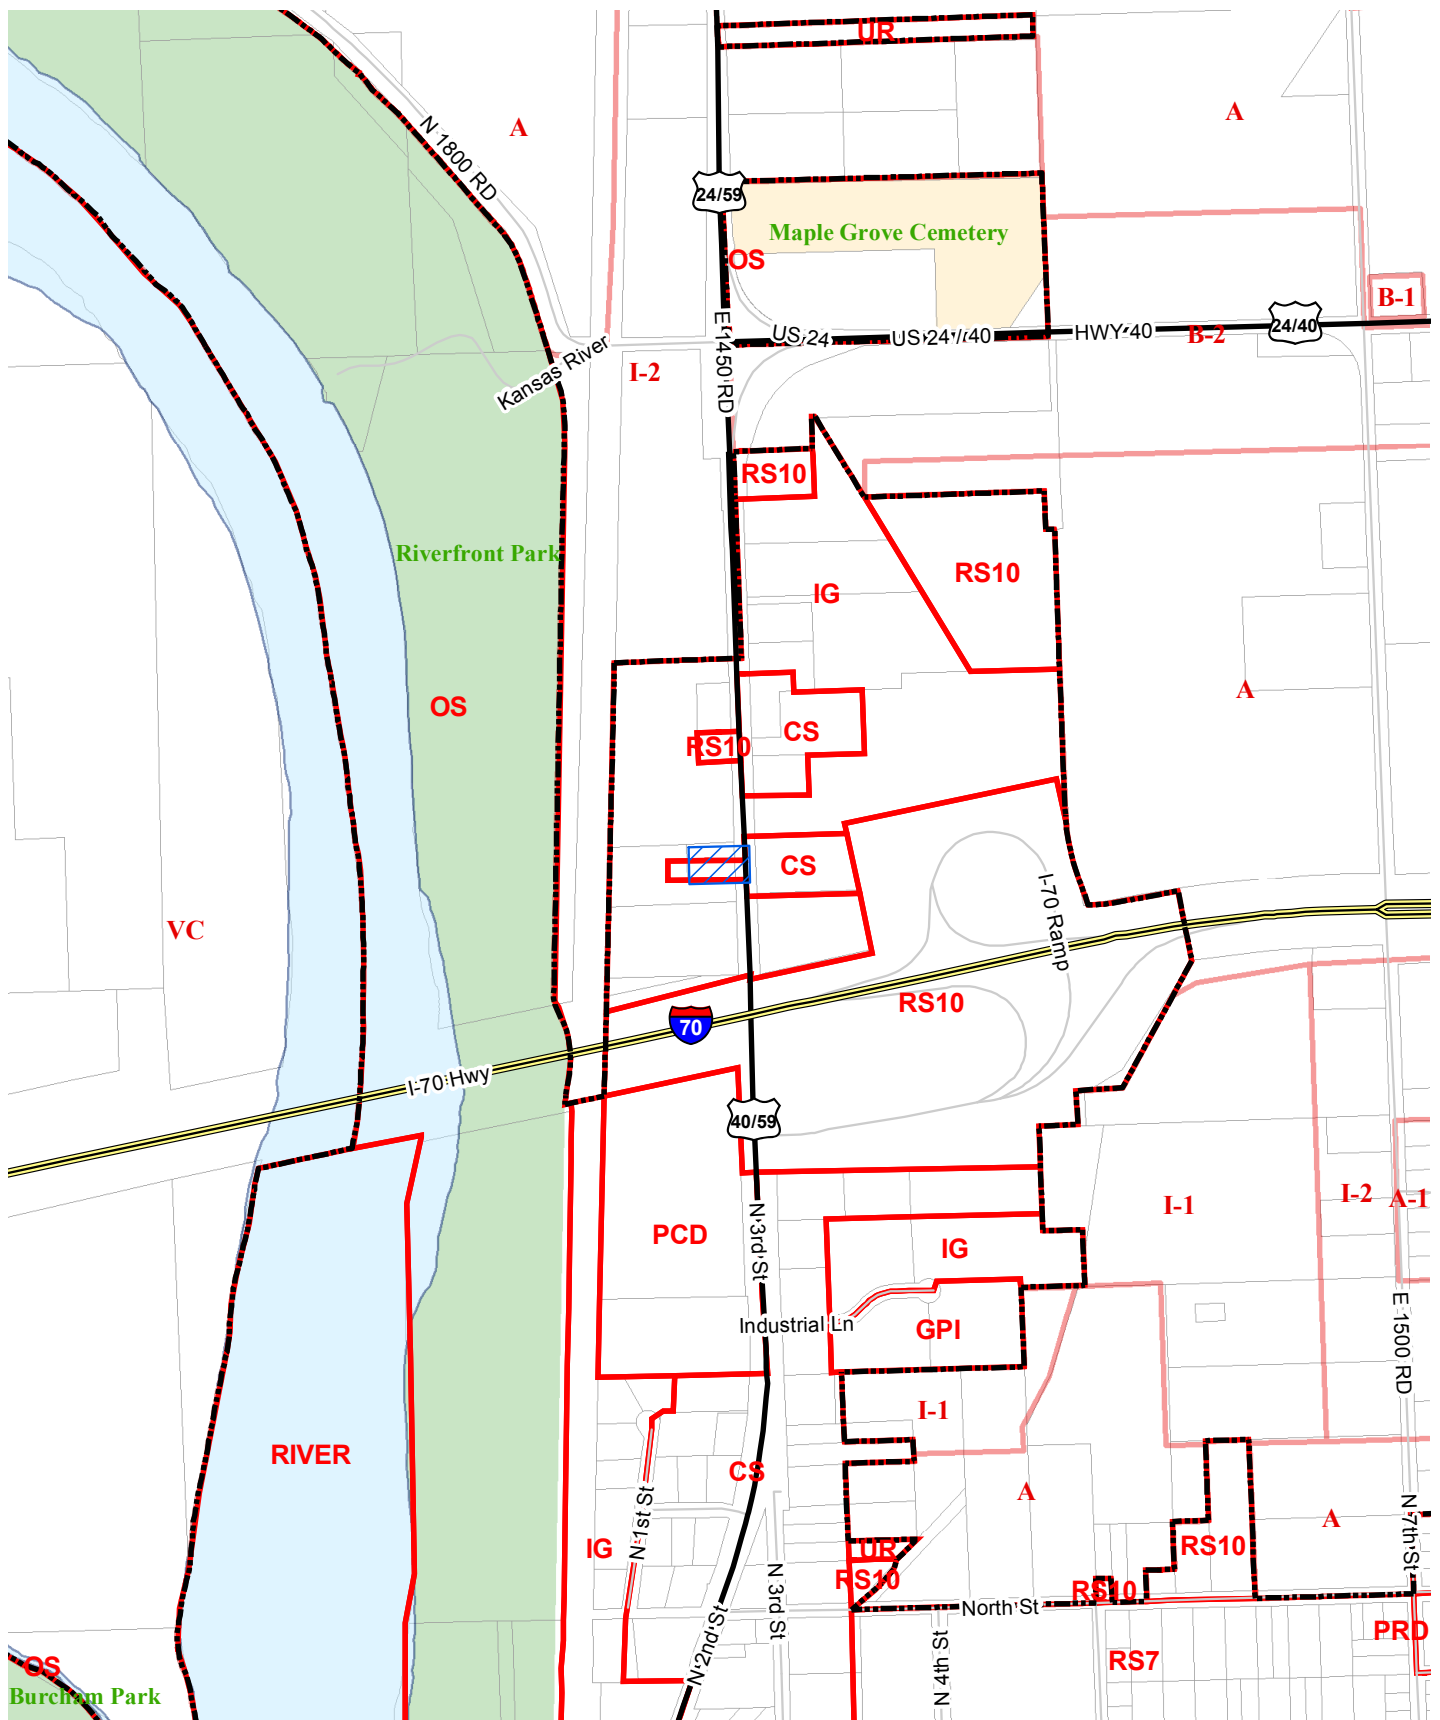 UR
A
A
N 1800 RD
24/59
Maple Grove Cemetery
OS
B-1
E 1450 RD
US 24
US 24 / 40
HWY 40
B-2
24/40
Kansas River
I-2
RS10
Riverfront Park
RS10
IG
A
OS
CS
RS10
CS
I-70 Ramp
VC
RS10
70
I-70 Hwy
40/59
I-2
A-1
I-1
N 3rd St
PCD
IG
Industrial Ln
GPI
E 1500 RD
I-1
RIVER
CS
A
A
N 1st St
N 7th St
IG
UR
RS10
RS10
RS10
N 3rd St
North St
N 2nd St
N 4th St
RS7
PRD
OS
Burcham Park